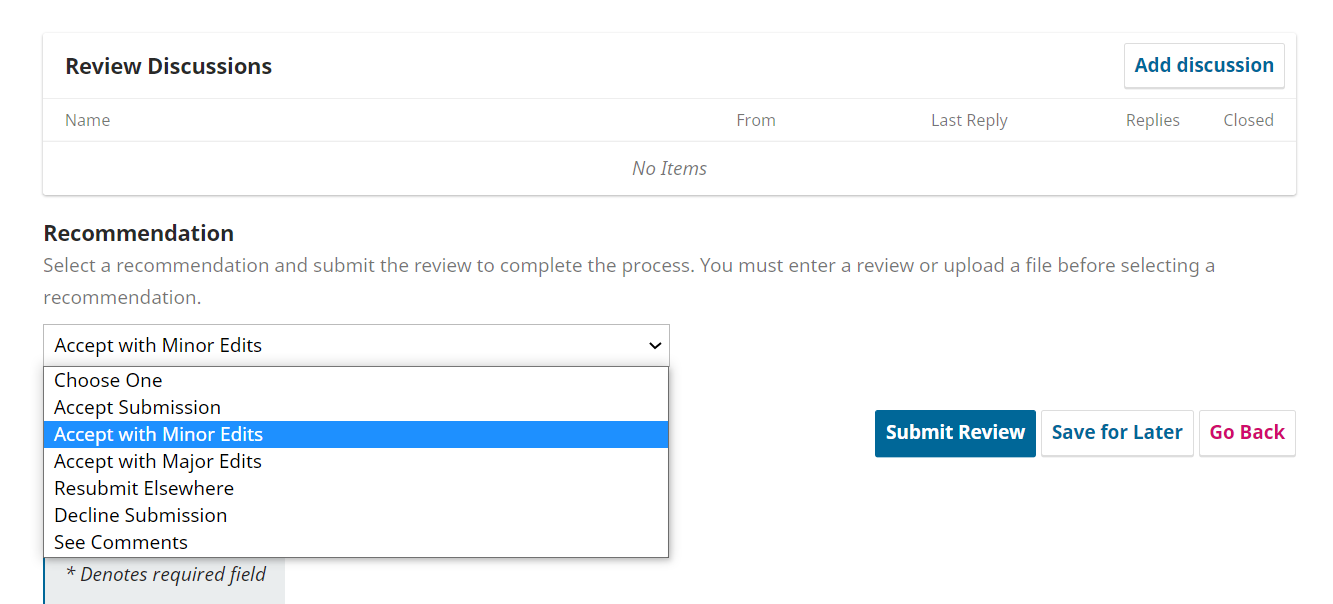 Review Discussions
Add discussion
Name From Last Reply Replies Closed
No Items
Recommendation
Select a recommendation and submit the review to complete the process. You must enter a review or upload a file before selecting a
recommendation.
Accept with Minor Edits
Choose One
Accept Submission
Accept with Minor Edits
Accept with Major Edits
Resubmit Elsewhere
Decline Submission
See Comments
Submit Review Save for Later Go Back
* Denotes required field